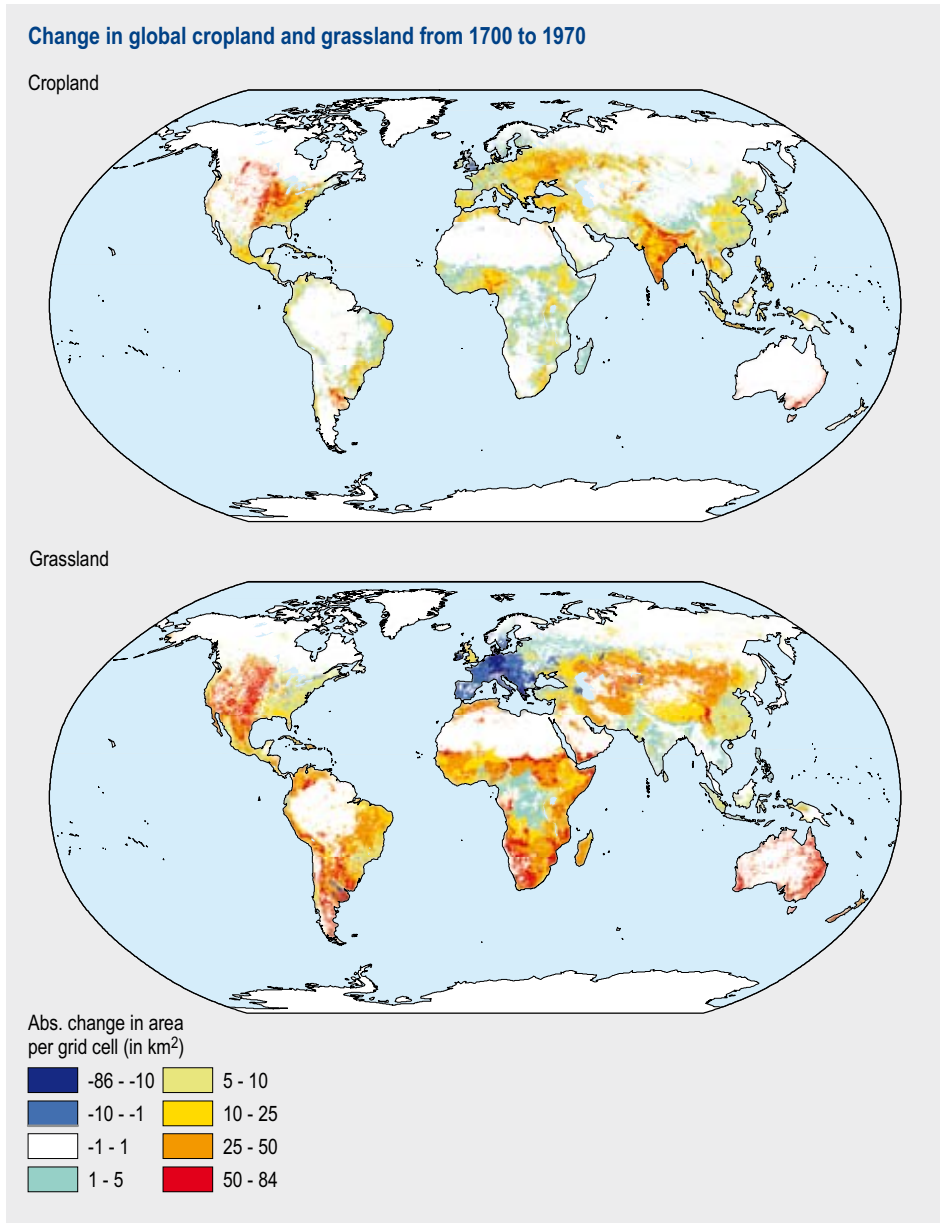 Change in global cropland and grassland from 1700 to 1970
Cropland
Grassland
Abs. change in area
per grid cell (in km²)
-86 - -10
-10 - -1
-1 - 1
1 - 5
5 - 10
10 - 25
25 - 50
50 - 84